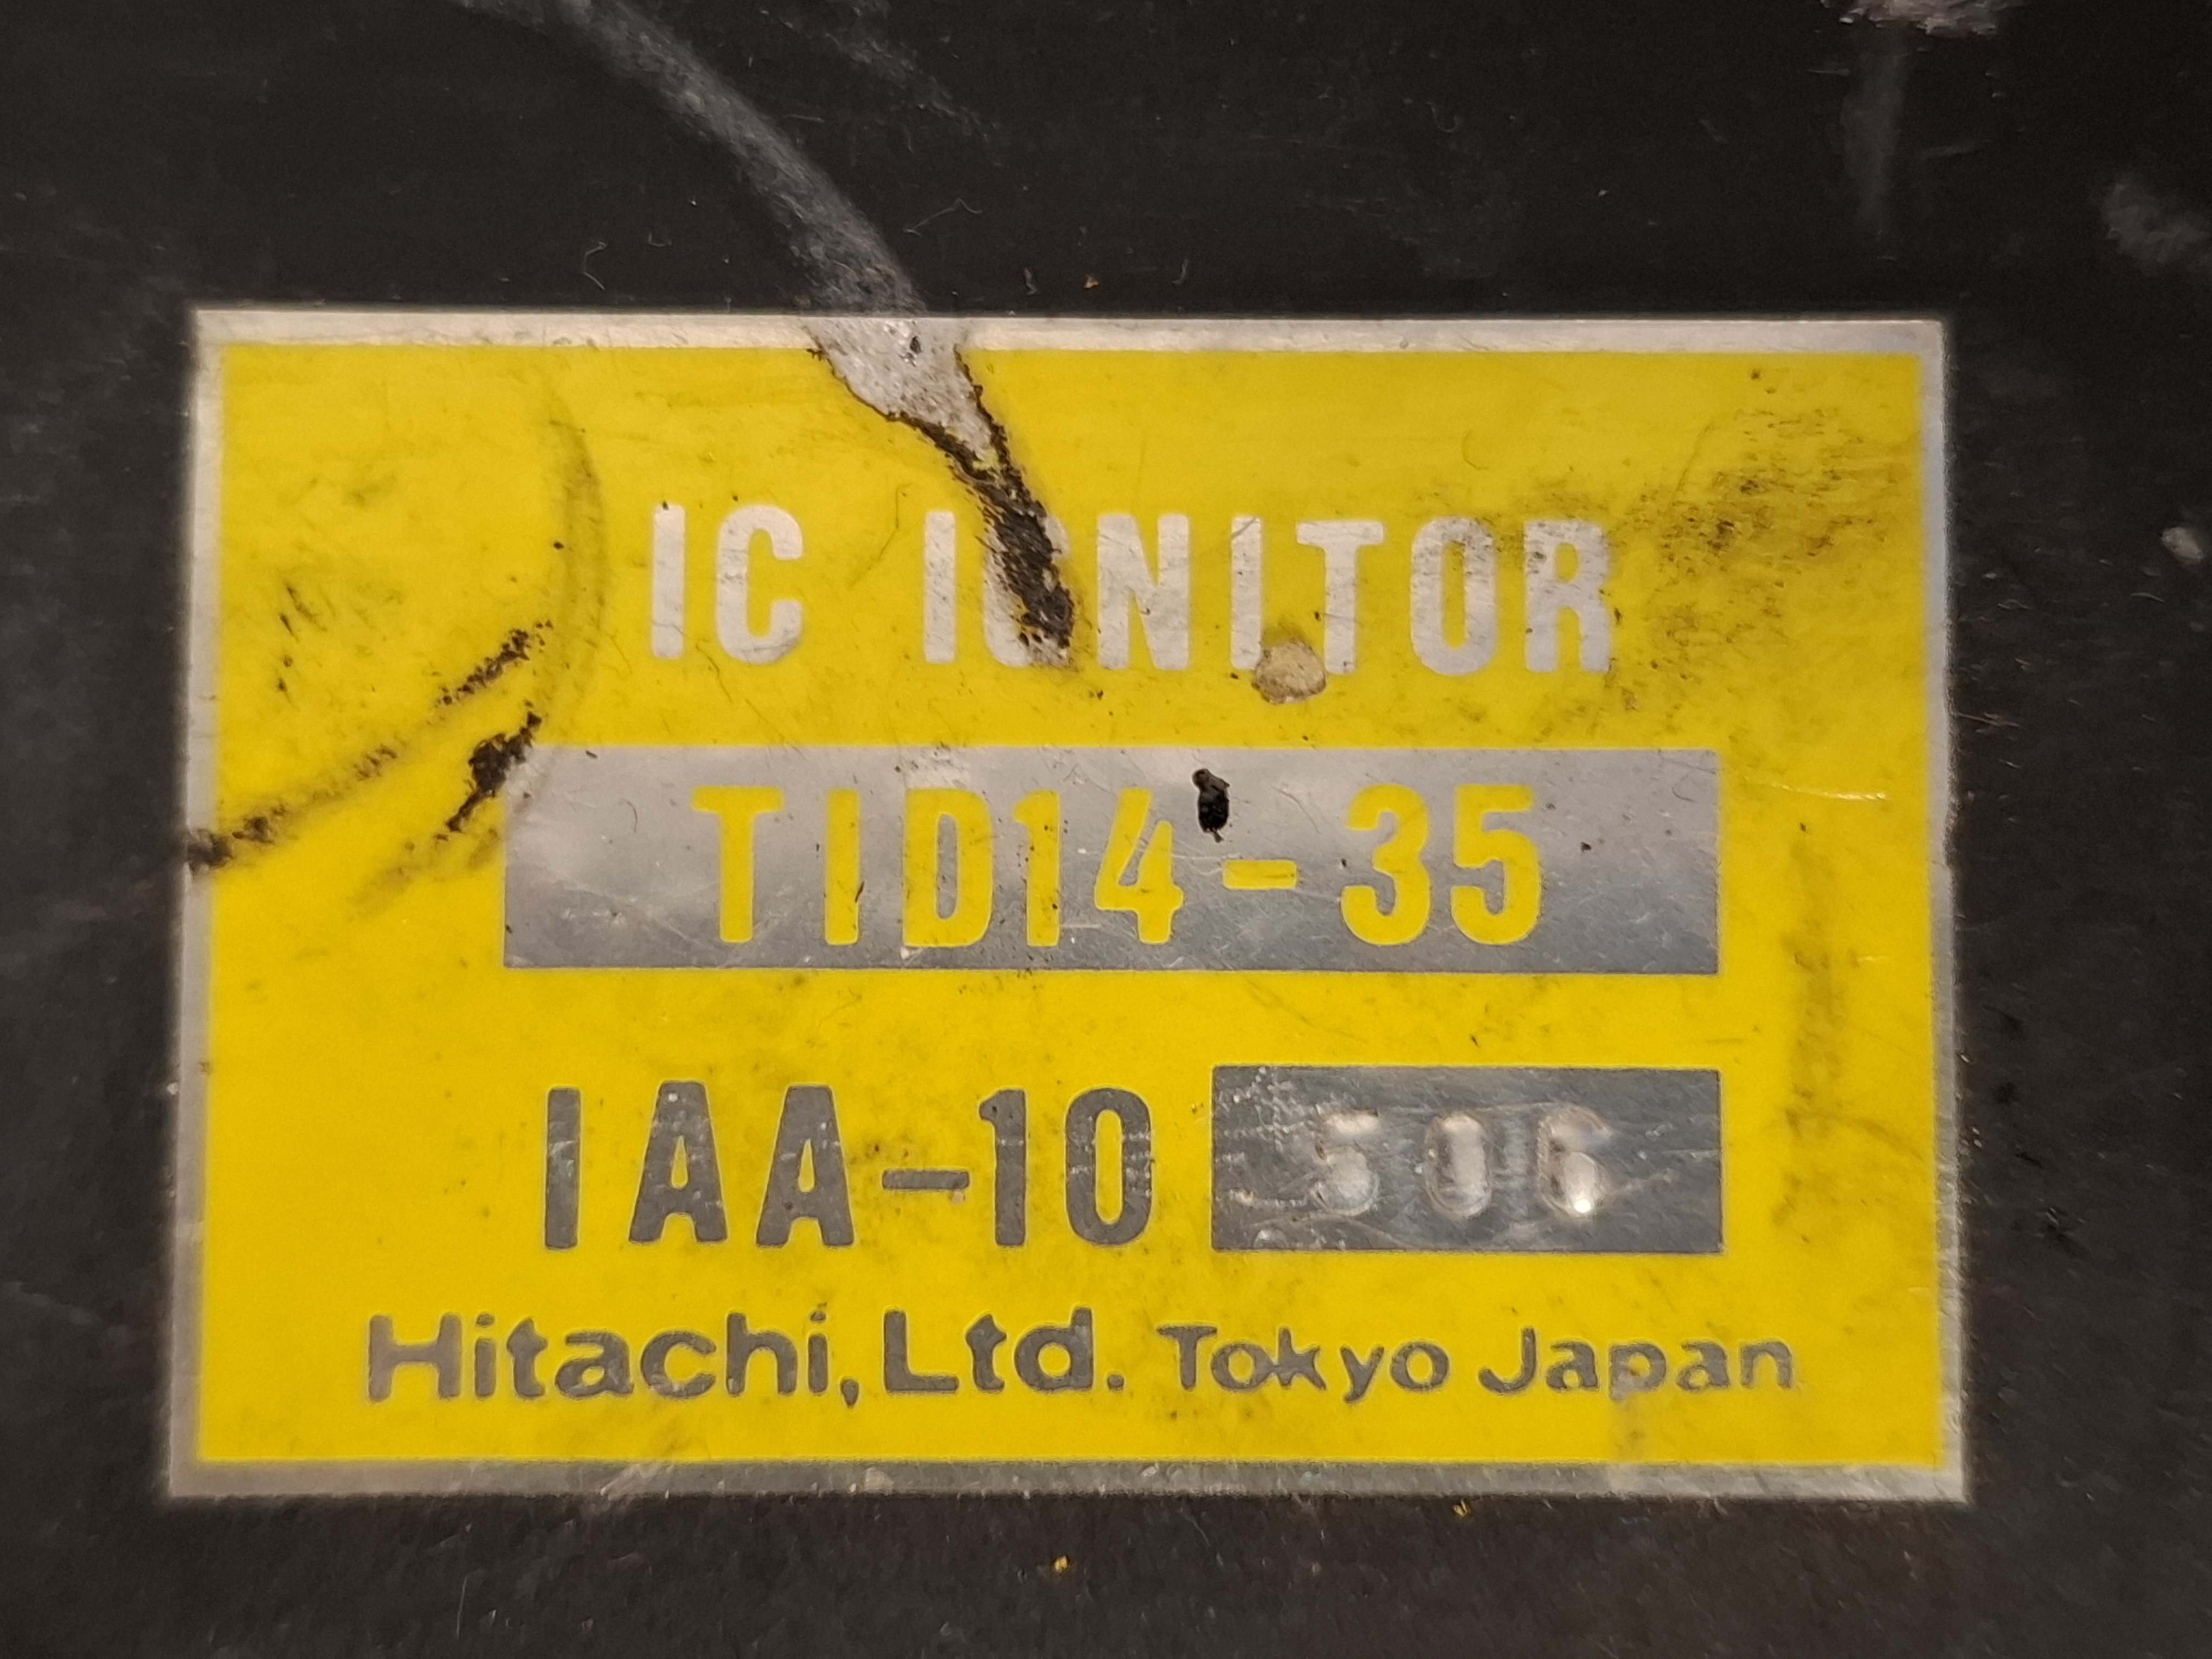 IC IGNITOR
TID14-35
IAA-10 506
Hitachi, Ltd. Tokyo Japan